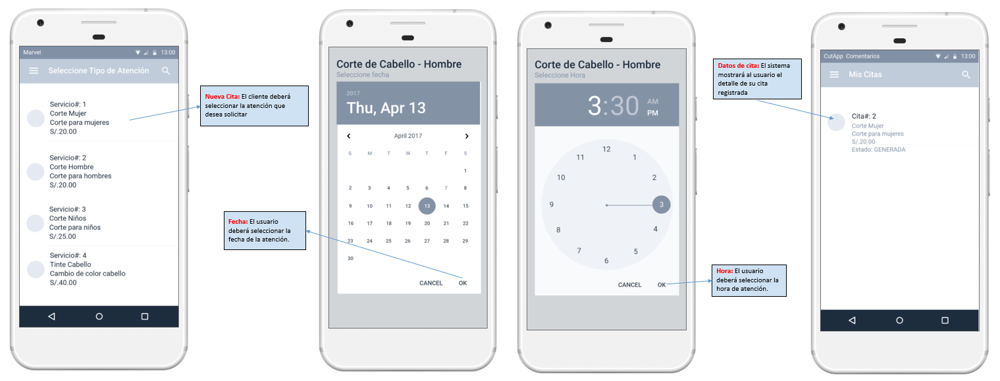 Marvel
13:00
Seleccione Tipo de Atención
Servicio#: 1
Corte Mujer
Corte para mujeres
S/.20.00
Servicio#: 2
Corte Hombre
Corte para hombres
S/.20.00
Servicio#: 3
Corte Niños
Corte para niños
S/.25.00
Servicio#: 4
Tinte Cabello
Cambio de color cabello
S/.40.00
Nueva Cita: El cliente deberá
seleccionar la atención que
desea solicitar
Corte de Cabello - Hombre
Seleccione fecha
2017
Thu, Apr 13
April 2017
S M T W T F S
1
2 3 4 5 6 7 8
9 10 11 12 13 14 15
16 17 18 19 20 21 22
23 24 25 26 27 28 29
30
CANCEL OK
Fecha: El usuario
deberá seleccionar la
fecha de la atención.
Corte de Cabello - Hombre
Seleccione Hora
3:30 AM
PM
12
11 1
10 2
9 3
8 4
7 5
6
CANCEL OK
Hora: El usuario
deberá seleccionar la
hora de atención.
Datos de cita: El sistema
mostrará al usuario el
detalle de su cita
registrada
CutApp Comentarios 13:00
Mis Citas
Cita#: 2
Corte Mujer
Corte para mujeres
S/.20.00
Estado: GENERADA